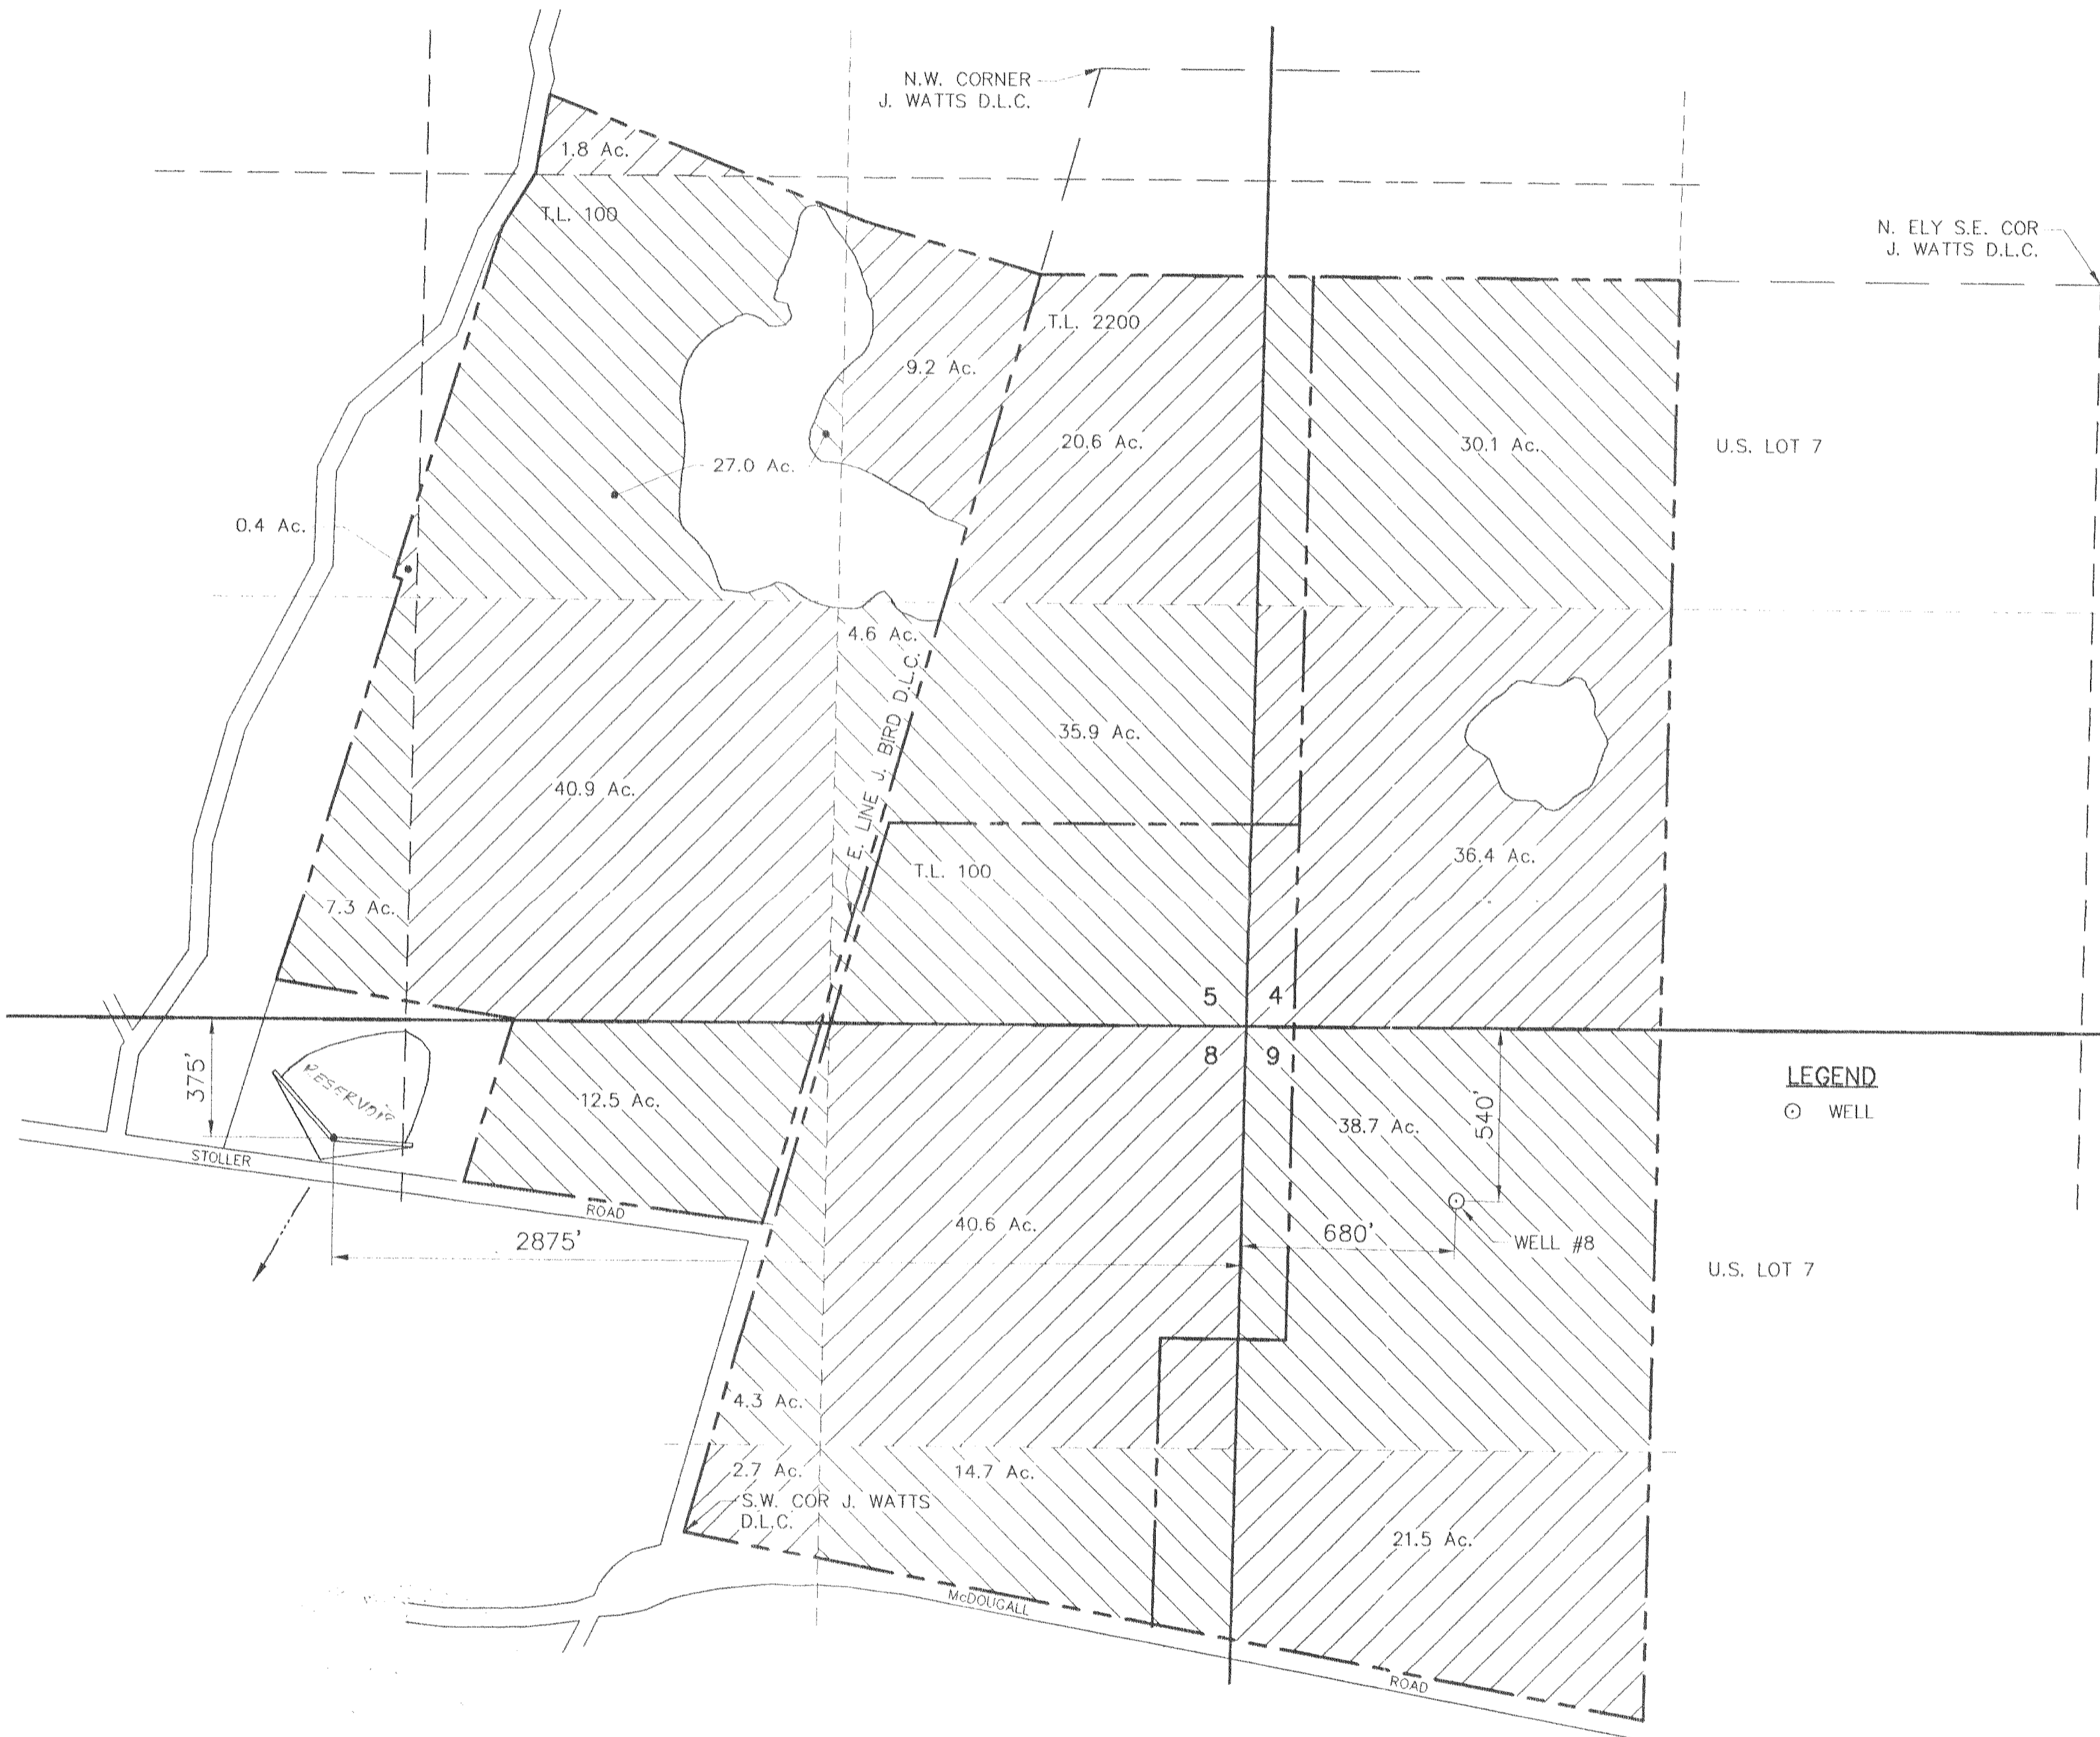 N.W. CORNER
J. WATTS D.L.C.
1.8 Ac.
T.L. 100
N. ELY S.E. COR
J. WATTS D.L.C.
T.L. 2200
9.2 Ac.
20.6 Ac.
30.1 Ac.
U.S. LOT 7
27.0 Ac.
0.4 Ac.
4.6 Ac.
E. LINE J. BIRD D.L.C.
35.9 Ac.
40.9 Ac.
36.4 Ac.
T.L. 100
7.3 Ac.
5 4
8 9
375'
RESERVOIR
12.5 Ac.
38.7 Ac.
540'
LEGEND
WELL
STOLLER
ROAD
40.6 Ac.
2875'
680'
WELL #8
U.S. LOT 7
4.3 Ac.
2.7 Ac.
14.7 Ac.
S.W. COR J. WATTS
D.L.C.
21.5 Ac.
McDOUGALL
ROAD